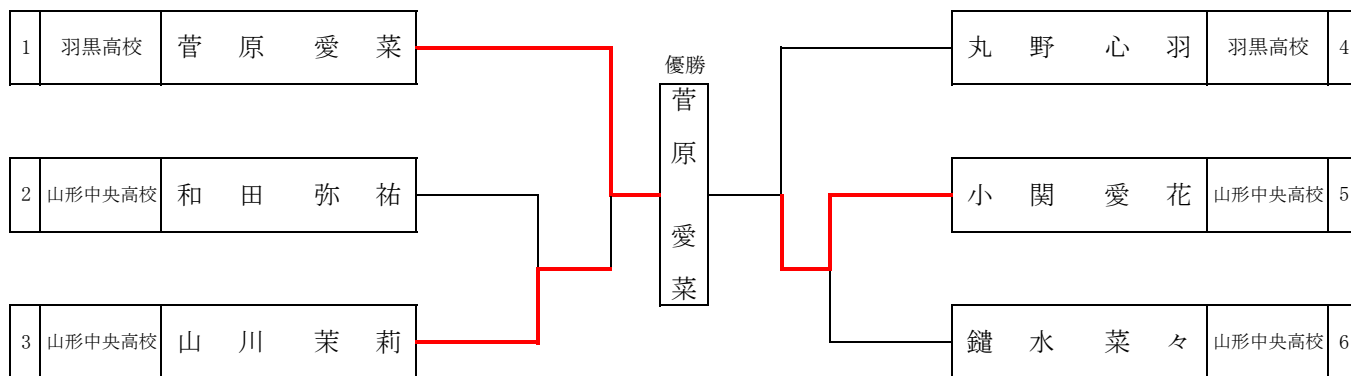 1 羽黒高校 菅原愛菜
2 山形中央高校 和田弥祐
3 山形中央高校 山川茉莉
優勝
菅原愛菜
丸野心羽 羽黒高校 4
小関愛花 山形中央高校 5
鑓水菜々 山形中央高校 6